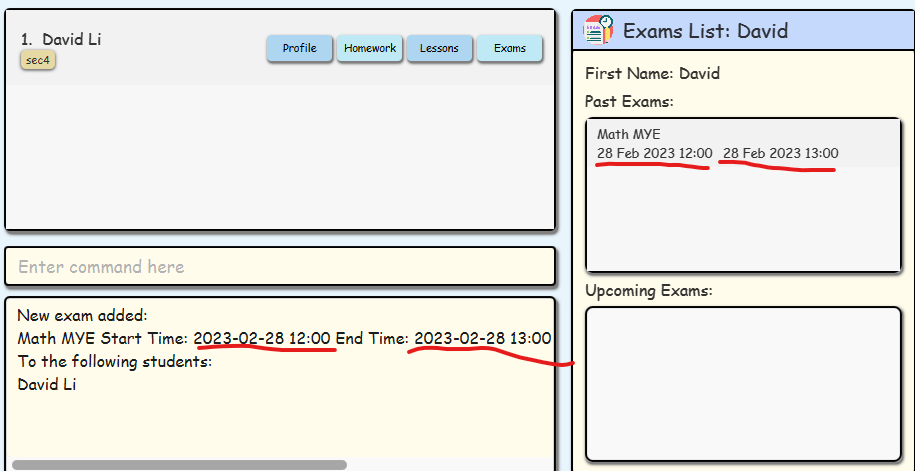 1. David Li
sec4
Profile
Homework
Lessons
Exams
Enter command here
New exam added:
Math MYE Start Time: 2023-02-28 12:00 End Time: 2023-02-28 13:00
To the following students:
David Li
Exams List: David
First Name: David
Past Exams:
Math MYE
28 Feb 2023 12:00 28 Feb 2023 13:00
Upcoming Exams: